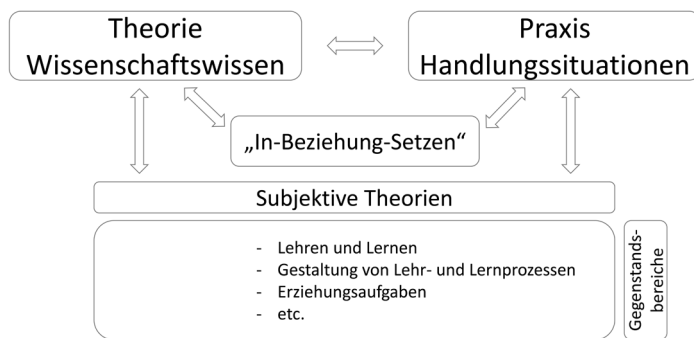 Theorie
Wissenschaftswissen
Praxis
Handlungssituationen
„In-Beziehung-Setzen“
Subjektive Theorien
- Lehren und Lernen
- Gestaltung von Lehr- und Lernprozessen
- Erziehungsaufgaben
- etc.
Gegenstands-
bereiche